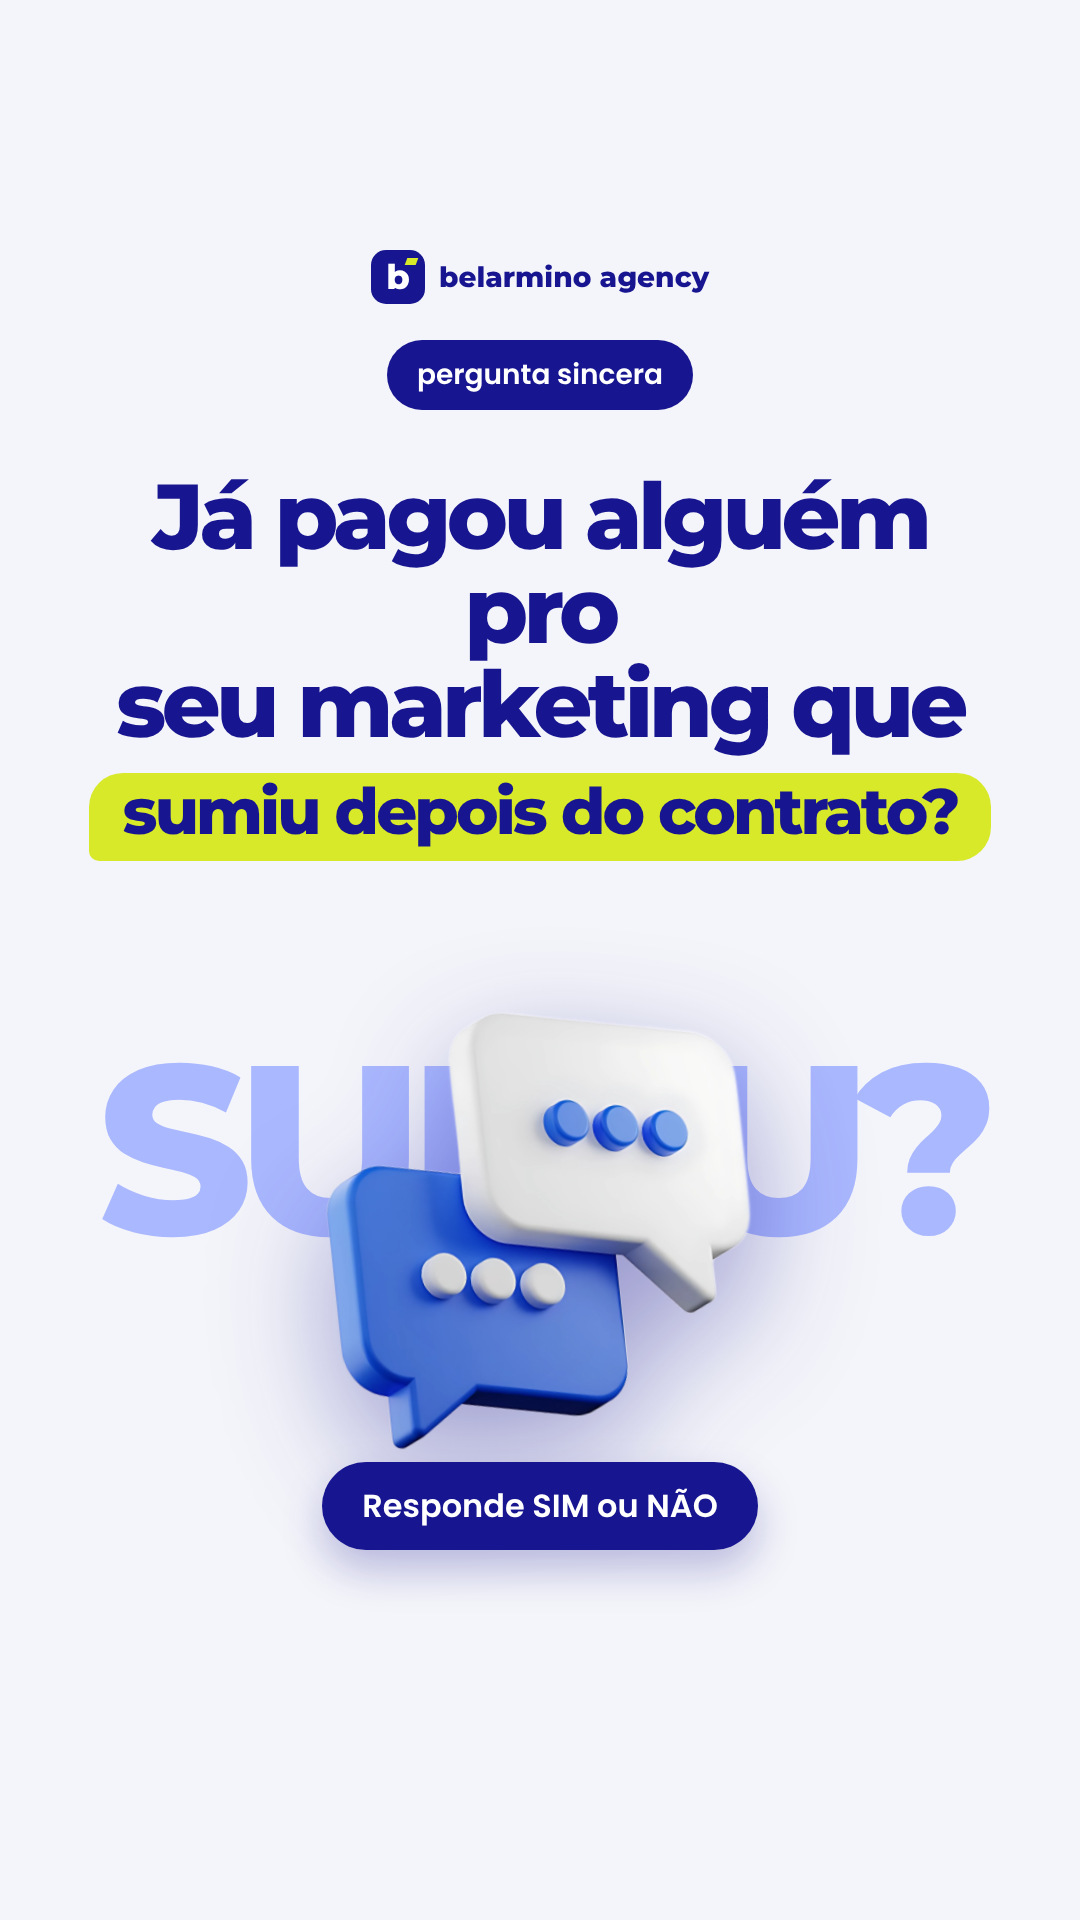 b
belarmino agency
pergunta sincera
Já pagou alguém
pro
seu marketing que
sumiu depois do contrato?
Responde SIM ou NÃO